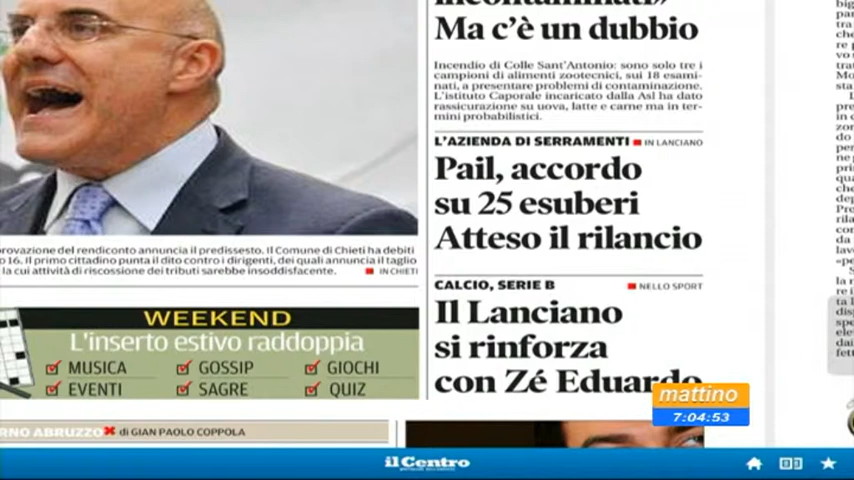 incontaminati»
Ma c'è un dubbio
Incendio di Colle Sant'Antonio: sono solo tre i
campioni di alimenti zootecnici, sui 18 esami-
nati, a presentare problemi di contaminazione.
L'istituto Caporale incaricato dalla Asl ha dato
rassicurazione su uova, latte e carne ma in ter-
mini probabilistici.
L'AZIENDA DI SERRAMENTI IN LANCIANO
Pail, accordo
su 25 esuberi
Atteso il rilancio
provazione del rendiconto annuncia il predissesto. Il Comune di Chieti ha debiti
16. Il primo cittadino punta il dito contro i dirigenti, dei quali annuncia il taglio
la cui attività di riscossione dei tributi sarebbe insoddisfacente. IN CHIETI
CALCIO, SERIE B NELLO SPORT
Il Lanciano
si rinforza
con Zé Eduardo
WEEKEND
L'inserto estivo raddoppia
MUSICA GOSSIP GIOCHI
EVENTI SAGRE QUIZ
mattino
7:04:53
RNO ABRUZZO di GIAN PAOLO COPPOLA
il Centro